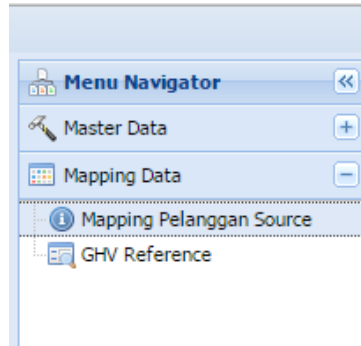 Menu Navigator
Master Data
Mapping Data
Mapping Pelanggan Source
GHV Reference